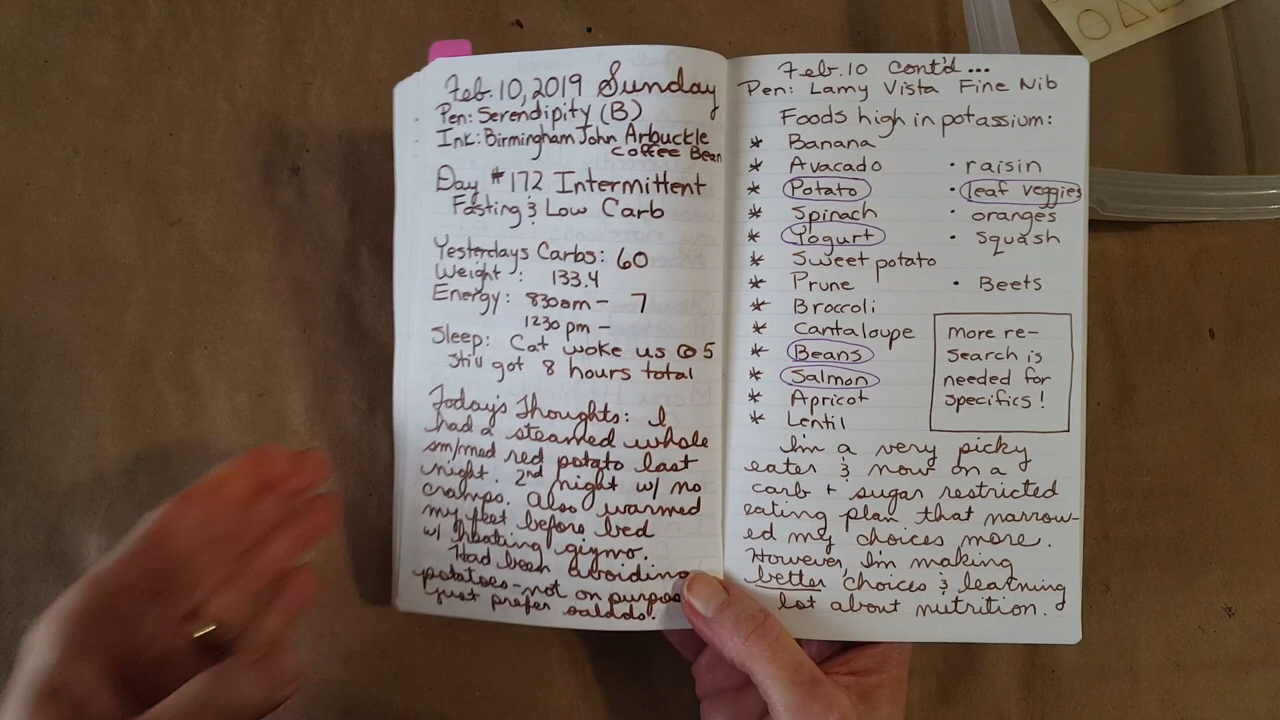 Feb. 10, 2019 Sunday
Pen: Serendipity (B)
Ink: Birmingham John Arbuckle
Coffee Bean
Day #172 Intermittent
Fasting & Low Carb
Yesterdays Carbs: 60
Weight: 133.4
Energy: 830am - 7
1230 pm -
Sleep: Cat woke us @ 5
still got 8 hours total
Today's Thoughts: I
had a steamed whole
sm/med red potato last
night. 2nd night w/ no
cramps. Also warmed
my feet before bed
w/ heating gizmo.
Had been avoiding
potatoes - not on
just prefer salads.
Feb. 10 Cont'd...
Pen: Lamy Vista Fine Nib
Foods high in potassium:
* Banana
* Avacado
* Potato
* Spinach
* Yogurt
* Sweet potato
* Prune
* Broccoli
* Cantaloupe
* Beans
* Salmon
* Apricot
* Lentil
· raisin
· leaf veggies
· oranges
· Squash
· Beets
More re-
search is
needed for
specifics!
I'm a very picky
eater & now on a
carb + sugar restricted
eating plan that narrow-
ed my choices more.
However, I'm making
better choices & learning
lot about nutrition.